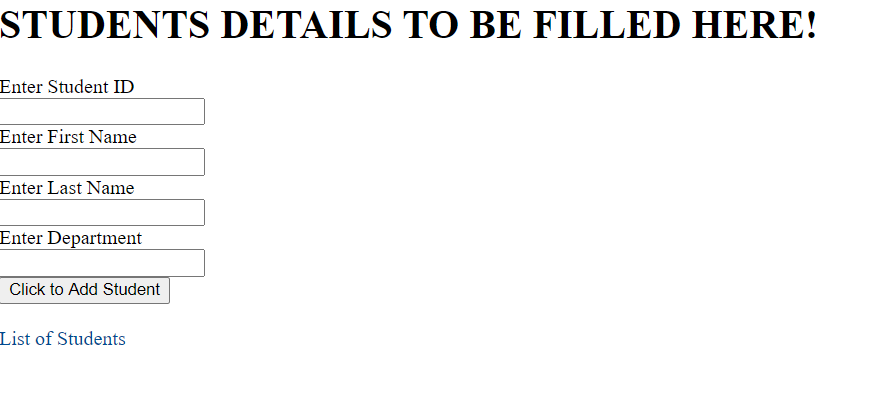 STUDENTS DETAILS TO BE FILLED HERE!
Enter Student ID
Enter First Name
Enter Last Name
Enter Department
Click to Add Student
List of Students